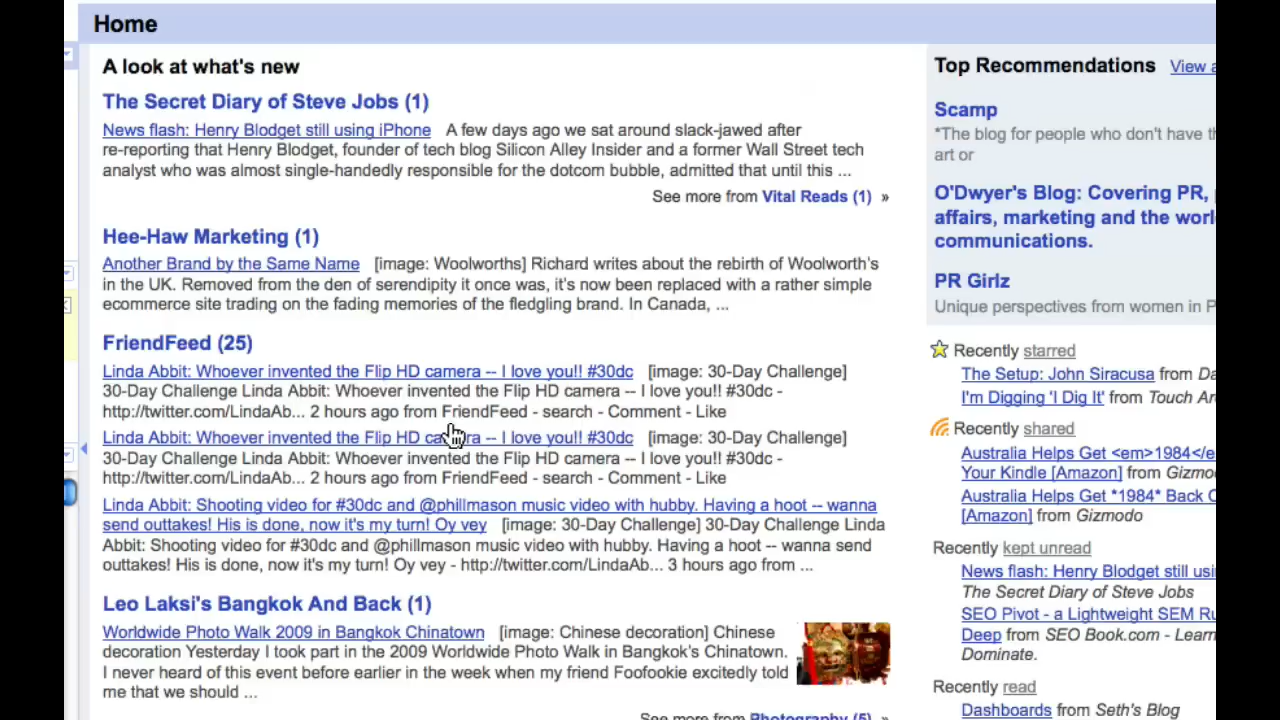 Home
A look at what's new
The Secret Diary of Steve Jobs (1)
News flash: Henry Blodget still using iPhone A few days ago we sat around slack-jawed after
re-reporting that Henry Blodget, founder of tech blog Silicon Alley Insider and a former Wall Street tech
analyst who was almost single-handedly responsible for the dotcom bubble, admitted that until this ...
See more from Vital Reads (1) »
Hee-Haw Marketing (1)
Another Brand by the Same Name [image: Woolworths] Richard writes about the rebirth of Woolworth's
in the UK. Removed from the den of serendipity it once was, it's now been replaced with a rather simple
ecommerce site trading on the fading memories of the fledgling brand. In Canada, ...
FriendFeed (25)
Linda Abbit: Whoever invented the Flip HD camera -- I love you!! #30dc [image: 30-Day Challenge]
30-Day Challenge Linda Abbit: Whoever invented the Flip HD camera -- I love you!! #30dc -
http://twitter.com/LindaAb... 2 hours ago from FriendFeed - search - Comment - Like
Linda Abbit: Whoever invented the Flip HD camera -- I love you!! #30dc [image: 30-Day Challenge]
30-Day Challenge Linda Abbit: Whoever invented the Flip HD camera -- I love you!! #30dc -
http://twitter.com/LindaAb... 2 hours ago from FriendFeed - search - Comment - Like
Linda Abbit: Shooting video for #30dc and @phillmason music video with hubby. Having a hoot -- wanna
send outtakes! His is done, now it's my turn! Oy vey [image: 30-Day Challenge] 30-Day Challenge Linda
Abbit: Shooting video for #30dc and @phillmason music video with hubby. Having a hoot -- wanna send
outtakes! His is done, now it's my turn! Oy vey - http://twitter.com/LindaAb... 3 hours ago from ...
Leo Laksi's Bangkok And Back (1)
Worldwide Photo Walk 2009 in Bangkok Chinatown [image: Chinese decoration] Chinese
decoration Yesterday I took part in the 2009 Worldwide Photo Walk in Bangkok's Chinatown.
I never heard of this event before earlier in the week when my friend Foofookie excitedly told
me that we should ...
See more from Photography (5) »
Top Recommendations View
Scamp
*The blog for people who don't have
art or
O'Dwyer's Blog: Covering PR,
affairs, marketing and the
communications.
PR Girlz
Unique perspectives from women in
Recently starred
The Setup: John Siracusa from
I'm Digging 'I Dig It' from Touch
Recently shared
Australia Helps Get <em>1984</e
Your Kindle [Amazon] from
Australia Helps Get *1984* Back
[Amazon] from Gizmodo
Recently kept unread
News flash: Henry Blodget still
The Secret Diary of Steve Jobs
SEO Pivot - a Lightweight SEM
Deep from SEO Book.com - Learn
Dominate.
Recently read
Dashboards from Seth's Blog